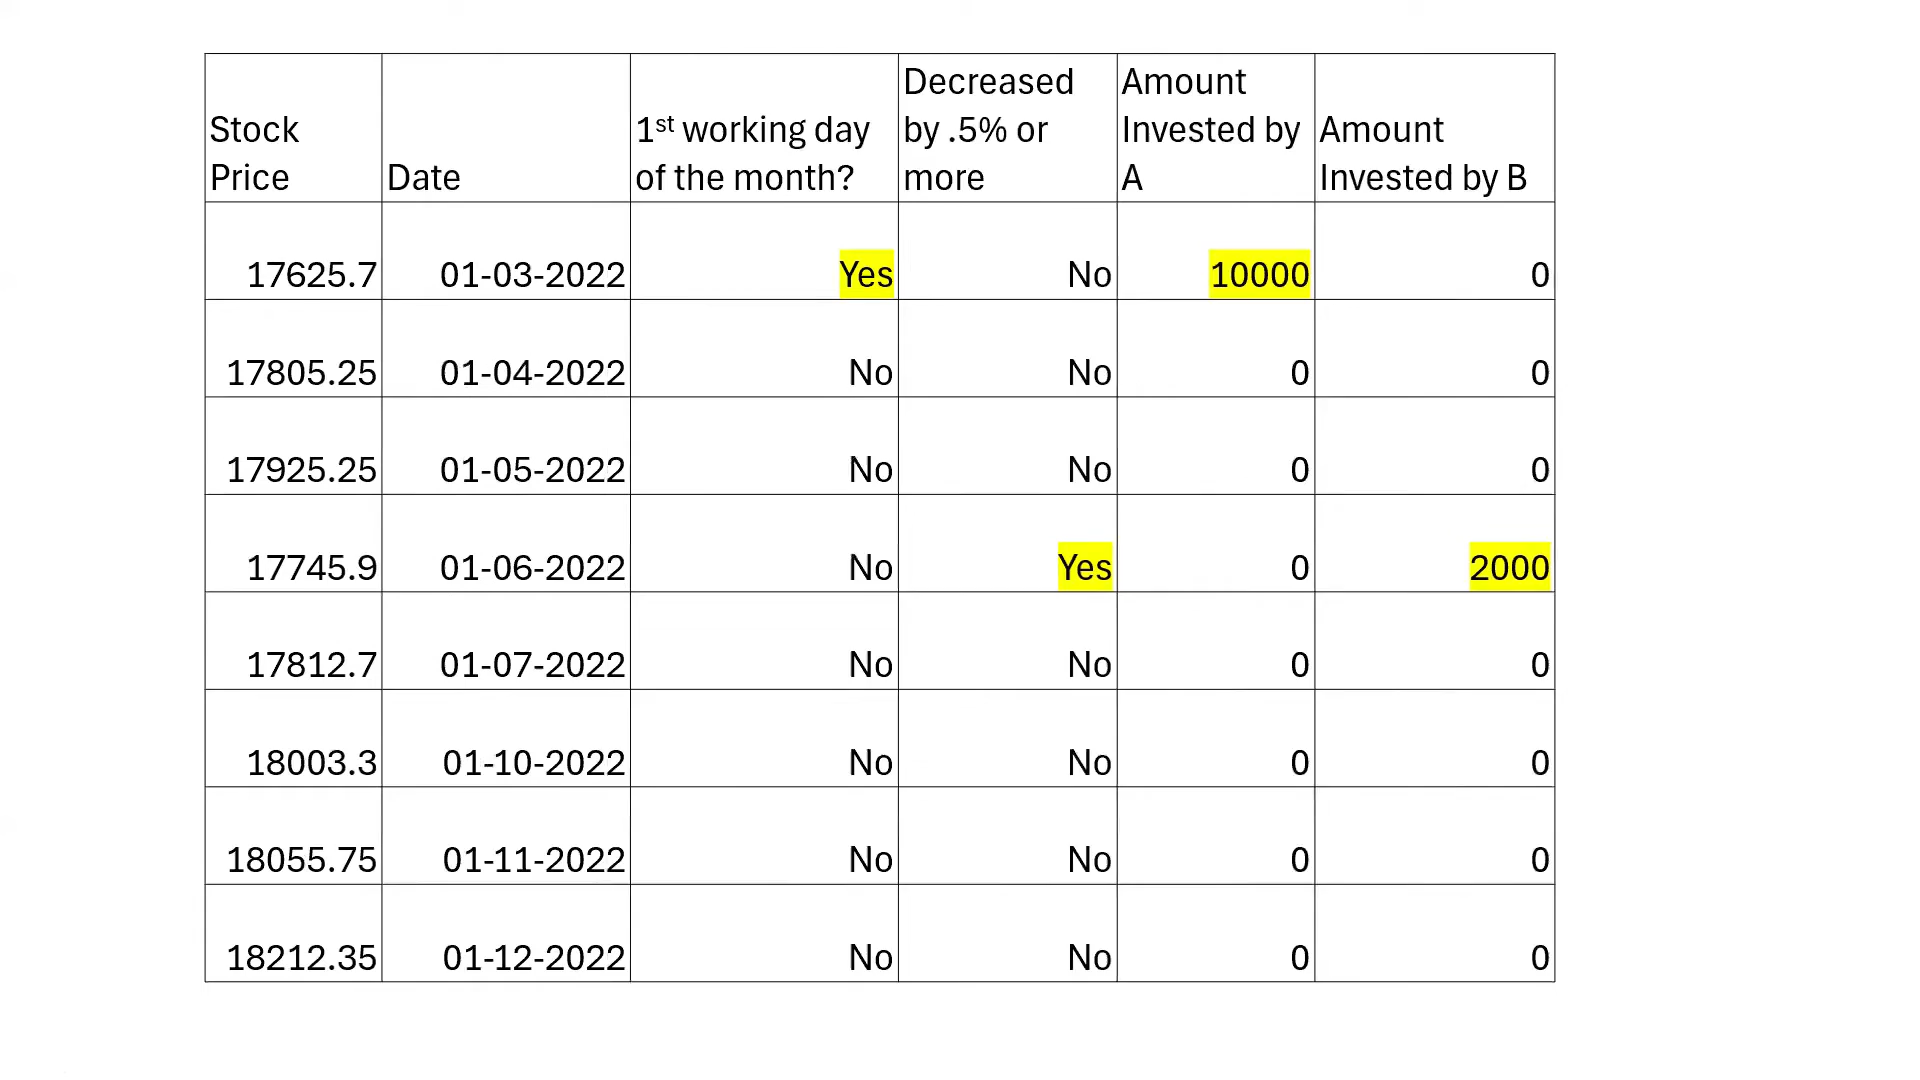 Stock Price | Date | 1st working day of the month? | Decreased by .5% or more | Amount Invested by A | Amount Invested by B
17625.7 | 01-03-2022 | Yes | No | 10000 | 0
17805.25 | 01-04-2022 | No | No | 0 | 0
17925.25 | 01-05-2022 | No | No | 0 | 0
17745.9 | 01-06-2022 | No | Yes | 0 | 2000
17812.7 | 01-07-2022 | No | No | 0 | 0
18003.3 | 01-10-2022 | No | No | 0 | 0
18055.75 | 01-11-2022 | No | No | 0 | 0
18212.35 | 01-12-2022 | No | No | 0 | 0